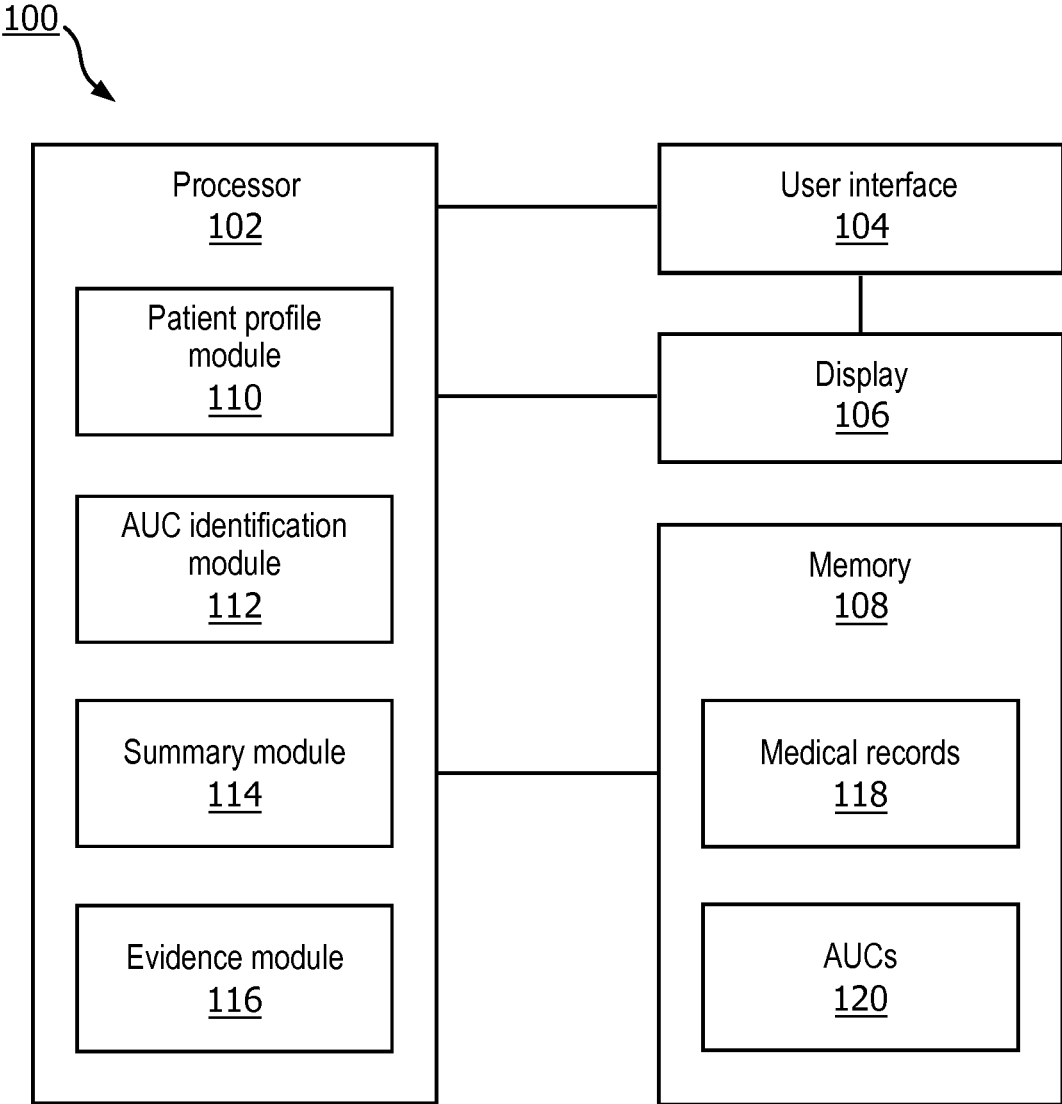 100
Processor
102
Patient profile
module
110
AUC identification
module
112
Summary module
114
Evidence module
116
User interface
104
Display
106
Memory
108
Medical records
118
AUCs
120